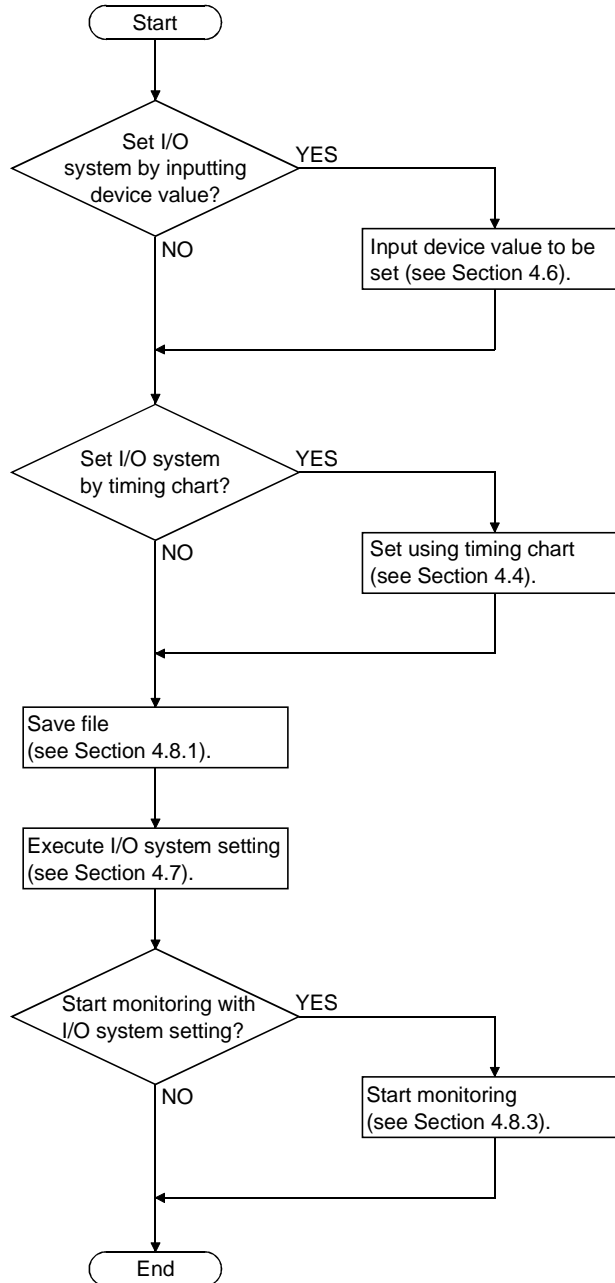 Start
Set I/O
system by inputting
device value?
YES
NO
Input device value to be
set (see Section 4.6).
Set I/O system
by timing chart?
YES
NO
Set using timing chart
(see Section 4.4).
Save file
(see Section 4.8.1).
Execute I/O system setting
(see Section 4.7).
Start monitoring with
I/O system setting?
YES
NO
Start monitoring
(see Section 4.8.3).
End